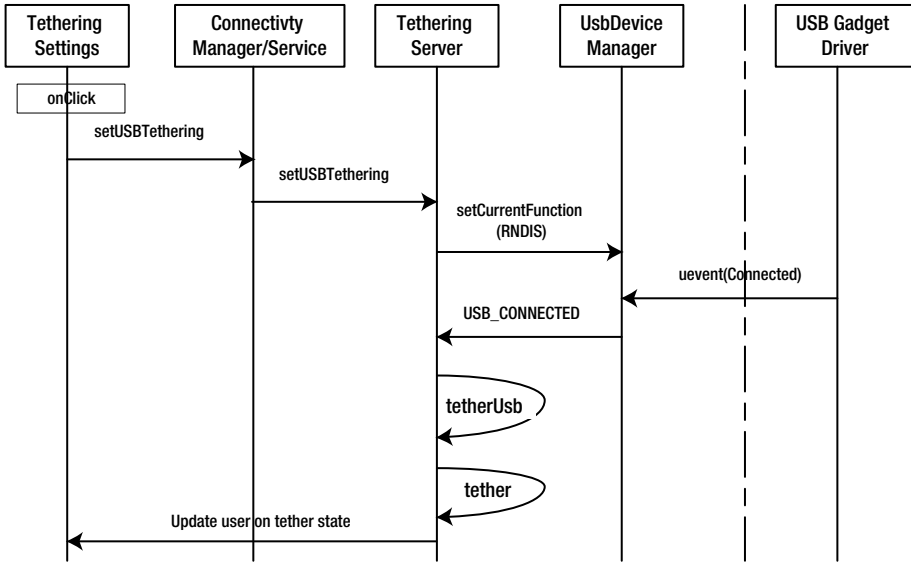 Tethering
Settings
Connectivty
Manager/Service
Tethering
Server
UsbDevice
Manager
USB Gadget
Driver
onClick
setUSBTethering
setUSBTethering
setCurrentFunction
(RNDIS)
uevent(Connected)
USB_CONNECTED
tetherUsb
tether
Update user on tether state